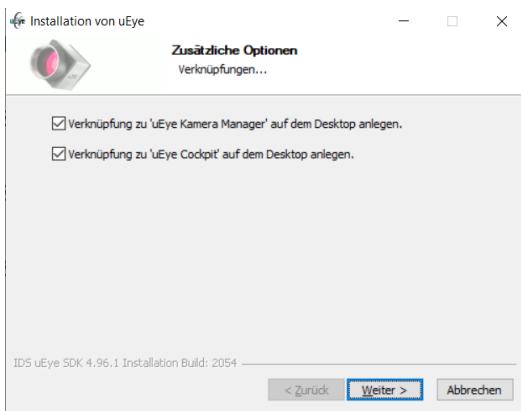 Installation von uEye
Zusätzliche Optionen
Verknüpfungen...
Verknüpfung zu 'uEye Kamera Manager' auf dem Desktop anlegen.
Verknüpfung zu 'uEye Cockpit' auf dem Desktop anlegen.
IDS uEye SDK 4.96.1 Installation Build: 2054
< Zurück
Weiter >
Abbrechen